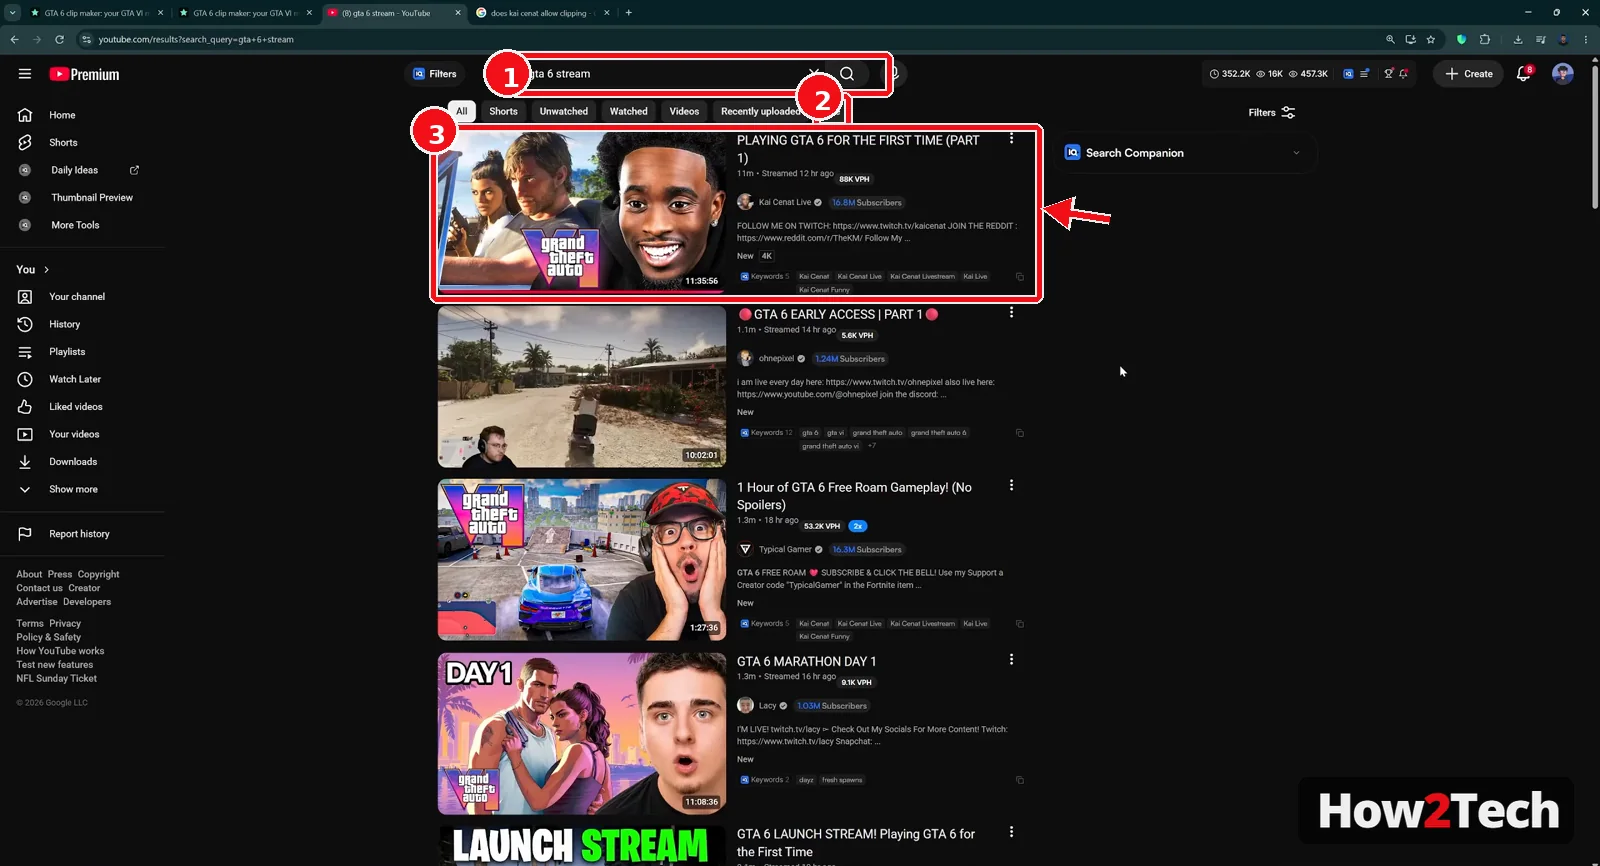 GTA 6 clip maker: your GTA VI m
GTA 6 clip maker: your GTA VI m
(8) gta 6 stream - YouTube
does kai cenat allow clipping -
youtube.com/results?search_query=gta+6+stream
Premium
Filters
1
gta 6 stream
352.2K
16K
457.3K
Create
8
All
Shorts
Unwatched
Watched
Videos
Recently uploaded
2
Filters
Home
Shorts
Daily Ideas
Thumbnail Preview
More Tools
You
Your channel
History
Playlists
Watch Later
Liked videos
Your videos
Downloads
Show more
Report history
About Press Copyright
Contact us Creator
Advertise Developers
Terms Privacy
Policy & Safety
How YouTube works
Test new features
NFL Sunday Ticket
© 2026 Google LLC
3
grand
theft
auto
11:35:56
PLAYING GTA 6 FOR THE FIRST TIME (PART
1)
11m • Streamed 12 hr ago
88K VPH
Kai Cenat Live
16.8M Subscribers
FOLLOW ME ON TWITCH: https://www.twitch.tv/kaicenat JOIN THE REDDIT :
https://www.reddit.com/r/TheKM/ Follow My ...
New 4K
Keywords 5 Kai Cenat Kai Cenat Live Kai Cenat Livestream Kai Live
Kai Cenat Funny
Search Companion
10:02:01
GTA 6 EARLY ACCESS | PART 1
1.1m • Streamed 14 hr ago
5.6K VPH
ohnepixel
1.24M Subscribers
i am live every day here: https://www.twitch.tv/ohnepixel also live here:
https://www.youtube.com/@ohnepixel join the discord: ...
New
Keywords 12 gta 6 gta vi grand theft auto grand theft auto 6
grand theft auto vi +7
grand
theft
auto
1:27:36
1 Hour of GTA 6 Free Roam Gameplay! (No
Spoilers)
1.3m • 18 hr ago
53.2K VPH
2x
Typical Gamer
16.3M Subscribers
GTA 6 FREE ROAM ❤️ SUBSCRIBE & CLICK THE BELL! Use my Support a
Creator code "TypicalGamer" in the Fortnite item ...
New
Keywords 5 Kai Cenat Kai Cenat Live Kai Cenat Livestream Kai Live
Kai Cenat Funny
DAY 1
grand
theft
auto
11:08:36
GTA 6 MARATHON DAY 1
1.3m • Streamed 16 hr ago
9.1K VPH
Lacy
1.03M Subscribers
I'M LIVE! twitch.tv/lacy ➳ Check Out My Socials For More Content! Twitch:
https://www.twitch.tv/lacy Snapchat: ...
New
Keywords 2 dayz fresh spawns
LAUNCH STREAM
GTA 6 LAUNCH STREAM! Playing GTA 6 for
the First Time
How2Tech